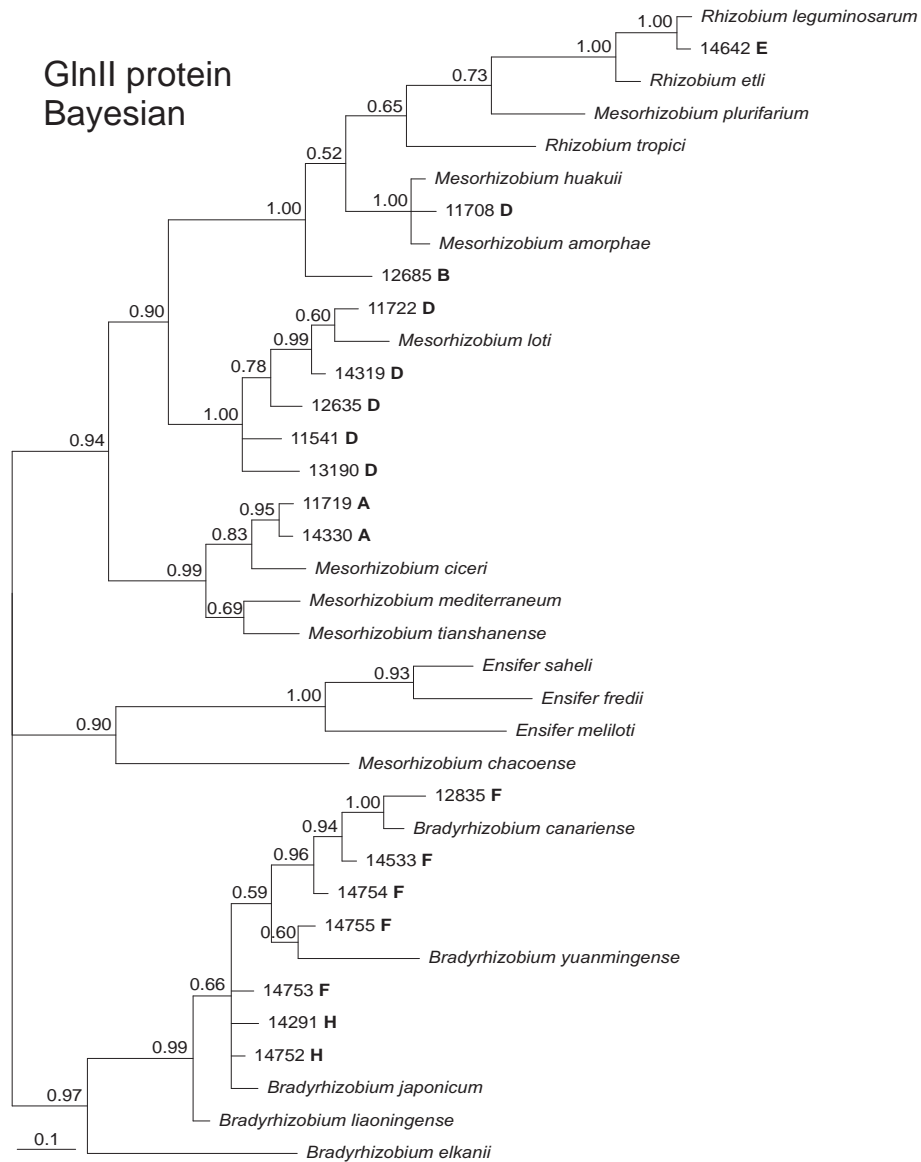 GlnII protein
Bayesian
1.00 Rhizobium leguminosarum
1.00 14642 E
0.73 Rhizobium etli
0.65 Mesorhizobium plurifarium
Rhizobium tropici
0.52
Mesorhizobium huakuii
1.00 1.00 11708 D
Mesorhizobium amorphae
12685 B
0.90 0.60 11722 D
0.99 Mesorhizobium loti
0.78 14319 D
1.00 12635 D
0.94 11541 D
13190 D
0.95 11719 A
0.83 14330 A
0.99 Mesorhizobium ciceri
0.69 Mesorhizobium mediterraneum
Mesorhizobium tianshanense
0.93 Ensifer saheli
1.00 Ensifer fredii
0.90 Ensifer meliloti
Mesorhizobium chacoense
1.00 12835 F
0.94 Bradyrhizobium canariense
0.96 14533 F
0.59 14754 F
0.60 14755 F
Bradyrhizobium yuanmingense
0.66 14753 F
14291 H
0.99 14752 H
Bradyrhizobium japonicum
0.97 Bradyrhizobium liaoningense
0.1 Bradyrhizobium elkanii